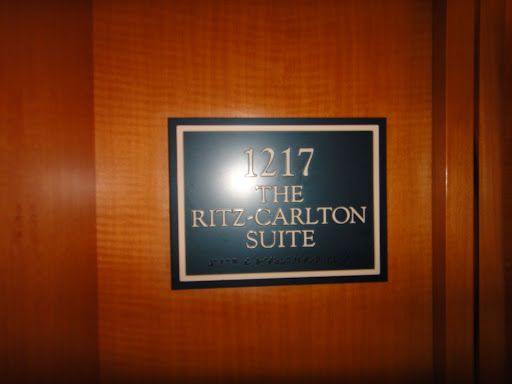 1217
THE
RITZ-CARLTON
SUITE